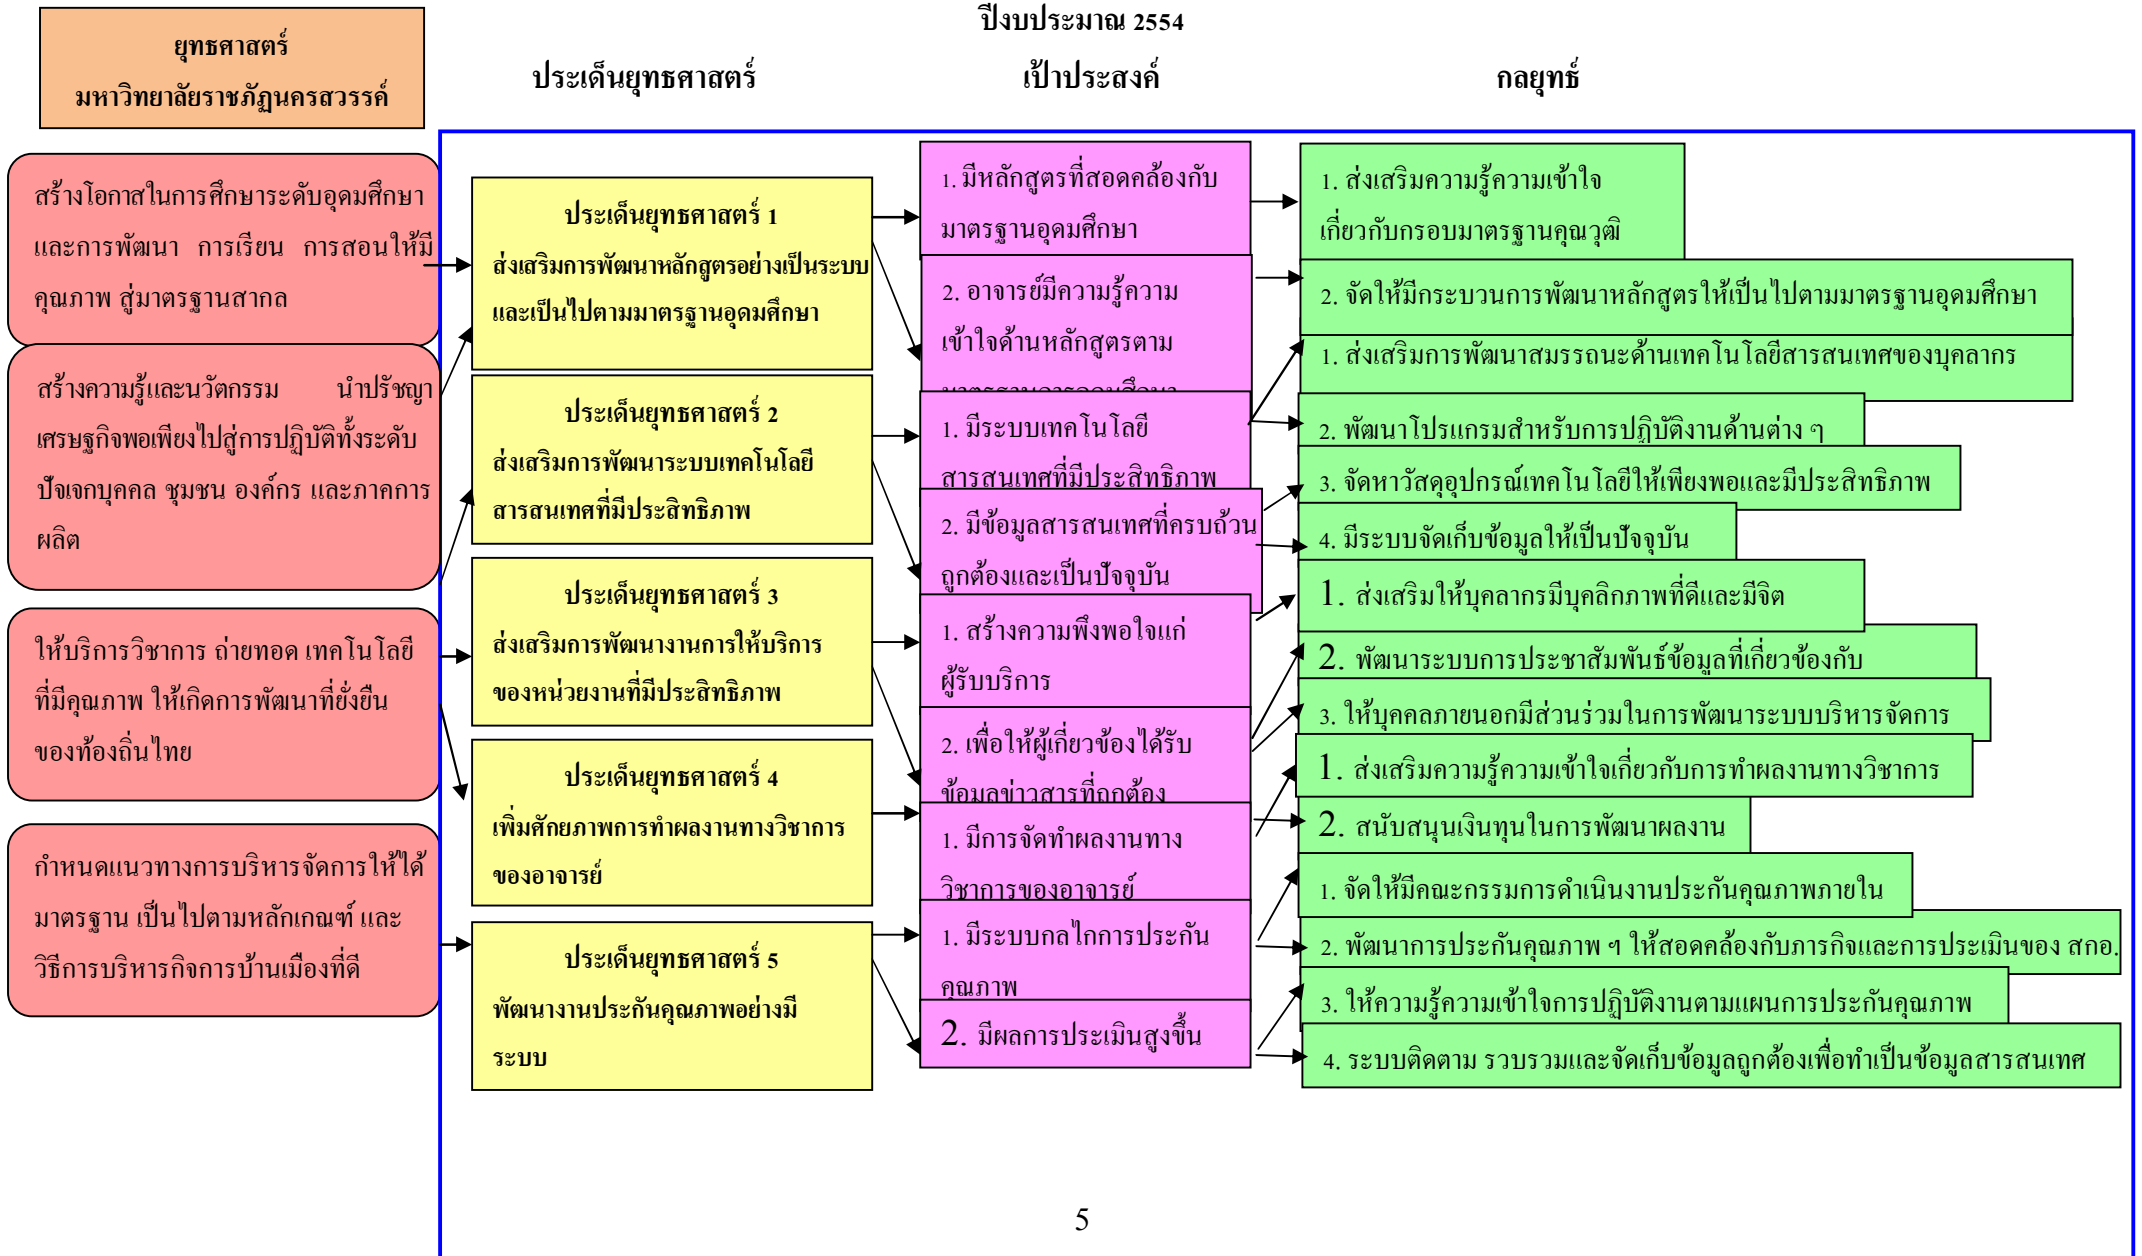 ปีงบประมาณ 2554
ยุทธศาสตร์
มหาวิทยาลัยราชภัฏนครสวรรค์
ประเด็นยุทธศาสตร์
เป้าประสงค์
กลยุทธ์
สร้างโอกาสในการศึกษาระดับอุดมศึกษา
และการพัฒนา การเรียน การสอนให้มี
คุณภาพ สู่มาตรฐานสากล
สร้างความรู้และนวัตกรรม นำปรัชญา
เศรษฐกิจพอเพียงไปสู่การปฏิบัติทั้งระดับ
ปัจเจกบุคคล ชุมชน องค์กร และภาคการ
ผลิต
ให้บริการวิชาการ ถ่ายทอด เทคโนโลยี
ที่มีคุณภาพ ให้เกิดการพัฒนาที่ยั่งยืน
ของท้องถิ่นไทย
กำหนดแนวทางการบริหารจัดการให้ได้
มาตรฐาน เป็นไปตามหลักเกณฑ์ และ
วิธีการบริหารกิจการบ้านเมืองที่ดี
ประเด็นยุทธศาสตร์ 1
ส่งเสริมการพัฒนาหลักสูตรอย่างเป็นระบบ
และเป็นไปตามมาตรฐานอุดมศึกษา
ประเด็นยุทธศาสตร์ 2
ส่งเสริมการพัฒนาระบบเทคโนโลยี
สารสนเทศที่มีประสิทธิภาพ
ประเด็นยุทธศาสตร์ 3
ส่งเสริมการพัฒนางานการให้บริการ
ของหน่วยงานที่มีประสิทธิภาพ
ประเด็นยุทธศาสตร์ 4
เพิ่มศักยภาพการทำผลงานทางวิชาการ
ของอาจารย์
ประเด็นยุทธศาสตร์ 5
พัฒนางานประกันคุณภาพอย่างมี
ระบบ
1. มีหลักสูตรที่สอดคล้องกับ
มาตรฐานอุดมศึกษา
2. อาจารย์มีความรู้ความ
เข้าใจด้านหลักสูตรตาม
มาตรฐานการอุดมศึกษา
1. มีระบบเทคโนโลยี
สารสนเทศที่มีประสิทธิภาพ
2. มีข้อมูลสารสนเทศที่ครบถ้วน
ถูกต้องและเป็นปัจจุบัน
1. สร้างความพึงพอใจแก่
ผู้รับบริการ
2. เพื่อให้ผู้เกี่ยวข้องได้รับ
ข้อมูลข่าวสารที่ถูกต้อง
1. มีการจัดทำผลงานทาง
วิชาการของอาจารย์
1. มีระบบกลไกการประกัน
คุณภาพ
2. มีผลการประเมินสูงขึ้น
1. ส่งเสริมความรู้ความเข้าใจ
เกี่ยวกับกรอบมาตรฐานคุณวุฒิ
2. จัดให้มีกระบวนการพัฒนาหลักสูตรให้เป็นไปตามมาตรฐานอุดมศึกษา
1. ส่งเสริมการพัฒนาสมรรถนะด้านเทคโนโลยีสารสนเทศของบุคลากร
2. พัฒนาโปรแกรมสำหรับการปฏิบัติงานด้านต่าง ๆ
3. จัดหาวัสดุอุปกรณ์เทคโนโลยีให้เพียงพอและมีประสิทธิภาพ
4. มีระบบจัดเก็บข้อมูลให้เป็นปัจจุบัน
1. ส่งเสริมให้บุคลากรมีบุคลิกภาพที่ดีและมีจิต
2. พัฒนาระบบการประชาสัมพันธ์ข้อมูลที่เกี่ยวข้องกับ
3. ให้บุคคลภายนอกมีส่วนร่วมในการพัฒนาระบบบริหารจัดการ
1. ส่งเสริมความรู้ความเข้าใจเกี่ยวกับการทำผลงานทางวิชาการ
2. สนับสนุนเงินทุนในการพัฒนาผลงาน
1. จัดให้มีคณะกรรมการดำเนินงานประกันคุณภาพภายใน
2. พัฒนาการประกันคุณภาพ ๆ ให้สอดคล้องกับภารกิจและการประเมินของ สกอ.
3. ให้ความรู้ความเข้าใจการปฏิบัติงานตามแผนการประกันคุณภาพ
4. ระบบติดตาม รวบรวมและจัดเก็บข้อมูลถูกต้องเพื่อทำเป็นข้อมูลสารสนเทศ
5